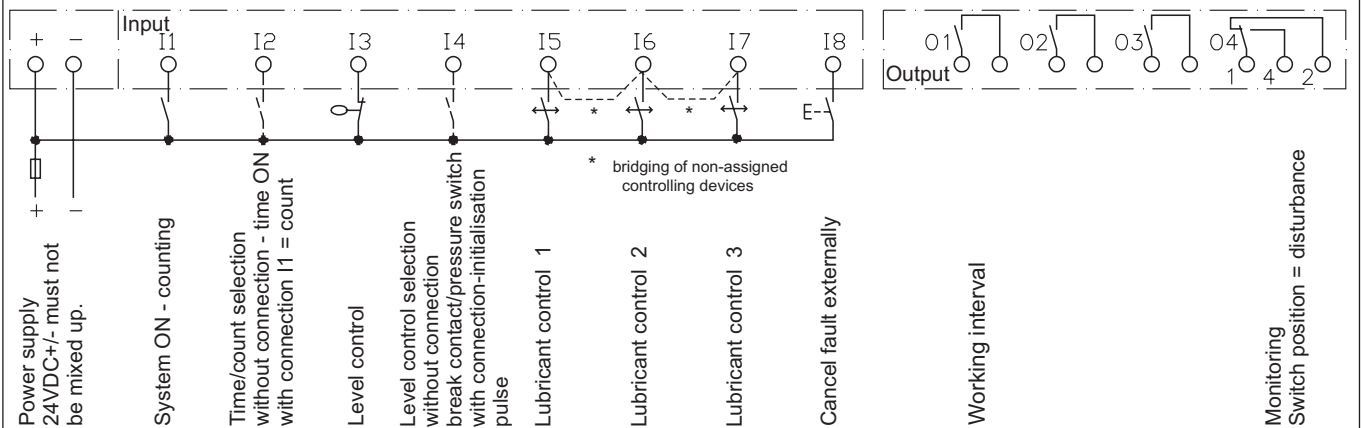 Input
+ − I1 I2 I3 I4 I5 I6 I7 I8
O1 O2 O3 O4
Output
1 4 2
* *
E
* bridging of non-assigned
controlling devices
+ −
Power supply
24VDC+/- must not
be mixed up.
System ON - counting
Time/count selection
without connection - time ON
with connection I1 = count
Level control
Level control selection
without connection
break contact/pressure switch
with connection-initialisation
pulse
Lubricant control 1
Lubricant control 2
Lubricant control 3
Cancel fault externally
Working interval
Monitoring
Switch position = disturbance